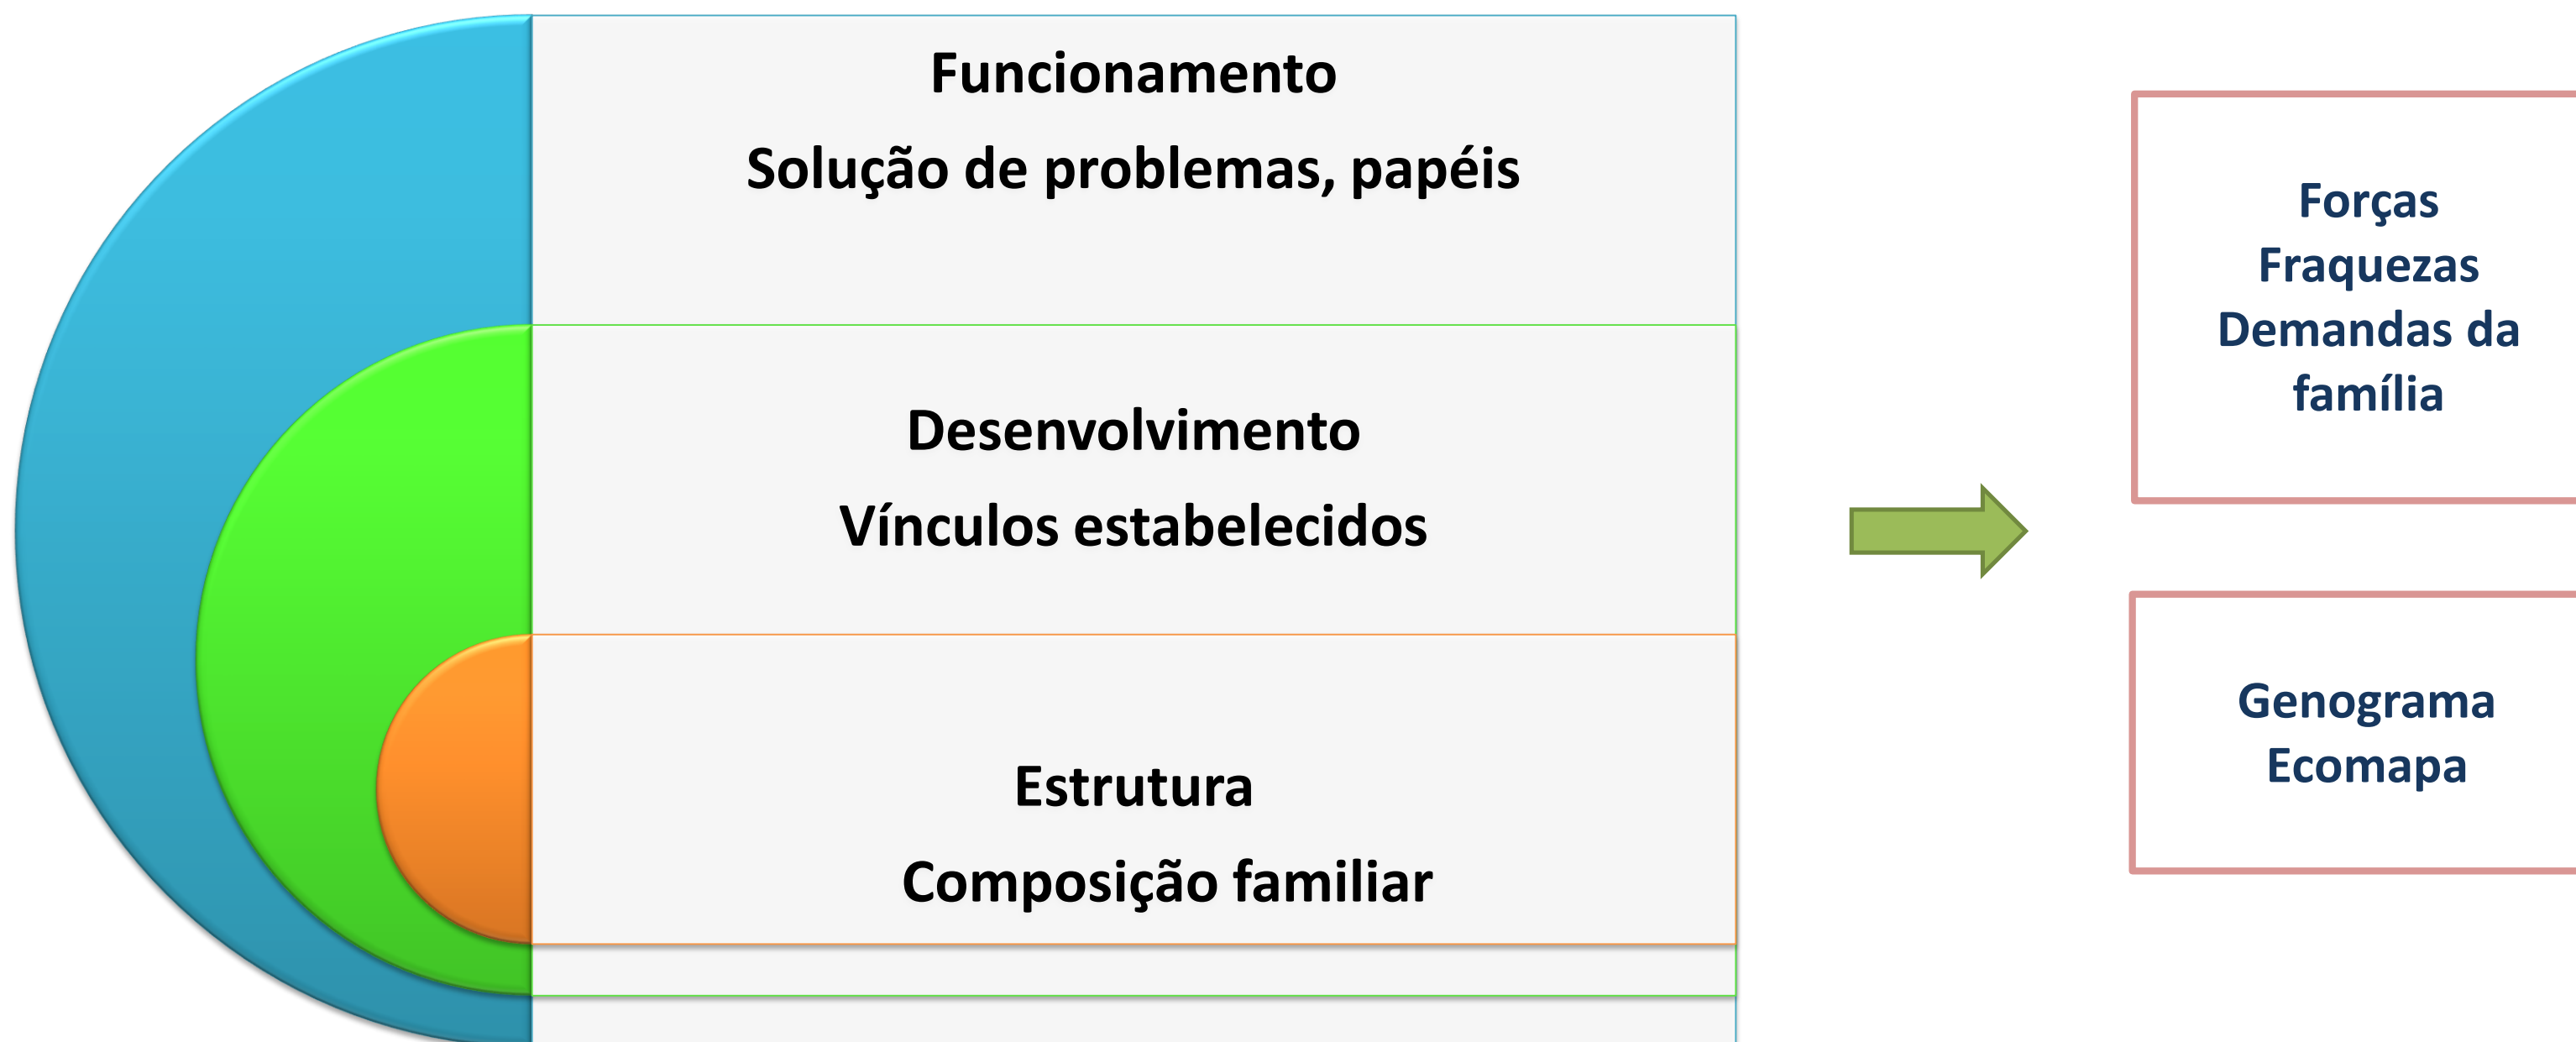 Funcionamento
Solução de problemas, papéis
Desenvolvimento
Vínculos estabelecidos
Estrutura
Composição familiar
Forças
Fraquezas
Demandas da
família
Genograma
Ecomapa